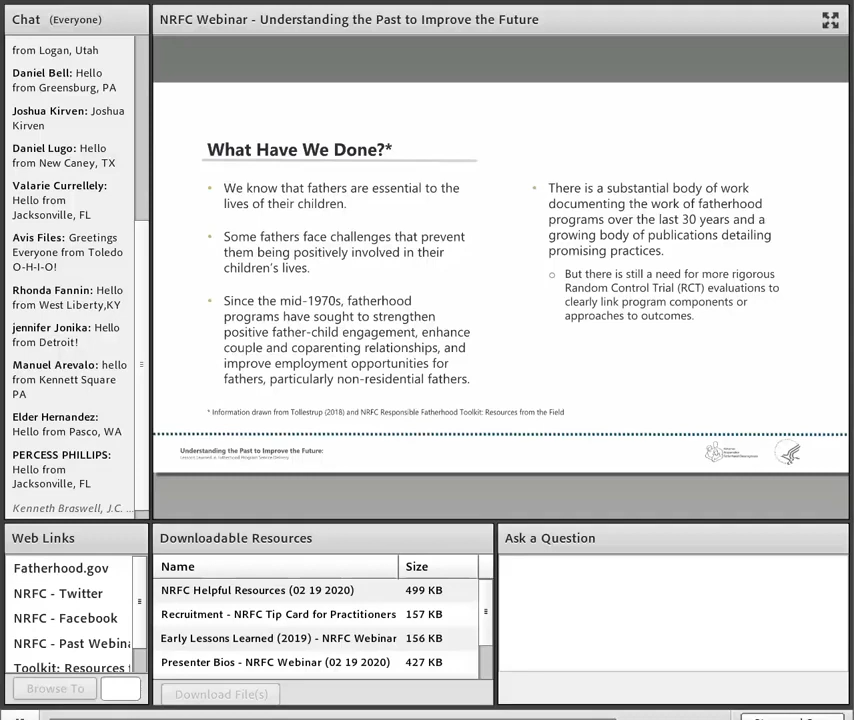 Chat (Everyone)
from Logan, Utah
Daniel Bell: Hello
from Greensburg, PA
Joshua Kirven: Joshua
Kirven
Daniel Lugo: Hello
from New Caney, TX
Valarie Currellely:
Hello from
Jacksonville, FL
Avis Files: Greetings
Everyone from Toledo
O-H-I-O!
Rhonda Fannin: Hello
from West Liberty,KY
jennifer Jonika: Hello
from Detroit!
Manuel Arevalo: hello
from Kennett Square
PA
Elder Hernandez:
Hello from Pasco, WA
PERCESS PHILLIPS:
Hello from
Jacksonville, FL
Kenneth Braswell, J.C. ...
NRFC Webinar - Understanding the Past to Improve the Future
What Have We Done?*
• We know that fathers are essential to the
lives of their children.
• Some fathers face challenges that prevent
them being positively involved in their
children's lives.
• Since the mid-1970s, fatherhood
programs have sought to strengthen
positive father-child engagement, enhance
couple and coparenting relationships, and
improve employment opportunities for
fathers, particularly non-residential fathers.
• There is a substantial body of work
documenting the work of fatherhood
programs over the last 30 years and a
growing body of publications detailing
promising practices.
o But there is still a need for more rigorous
Random Control Trial (RCT) evaluations to
clearly link program components or
approaches to outcomes.
* Information drawn from Tollestrup (2018) and NRFC Responsible Fatherhood Toolkit: Resources from the Field
Understanding the Past to Improve the Future:
Lessons Learned in Fatherhood Program Service Delivery
Web Links
Fatherhood.gov
NRFC - Twitter
NRFC - Facebook
NRFC - Past Webina
Toolkit: Resources
Browse To
Downloadable Resources
Name Size
NRFC Helpful Resources (02 19 2020) 499 KB
Recruitment - NRFC Tip Card for Practitioners 157 KB
Early Lessons Learned (2019) - NRFC Webinar 156 KB
Presenter Bios - NRFC Webinar (02 19 2020) 427 KB
Download File(s)
Ask a Question